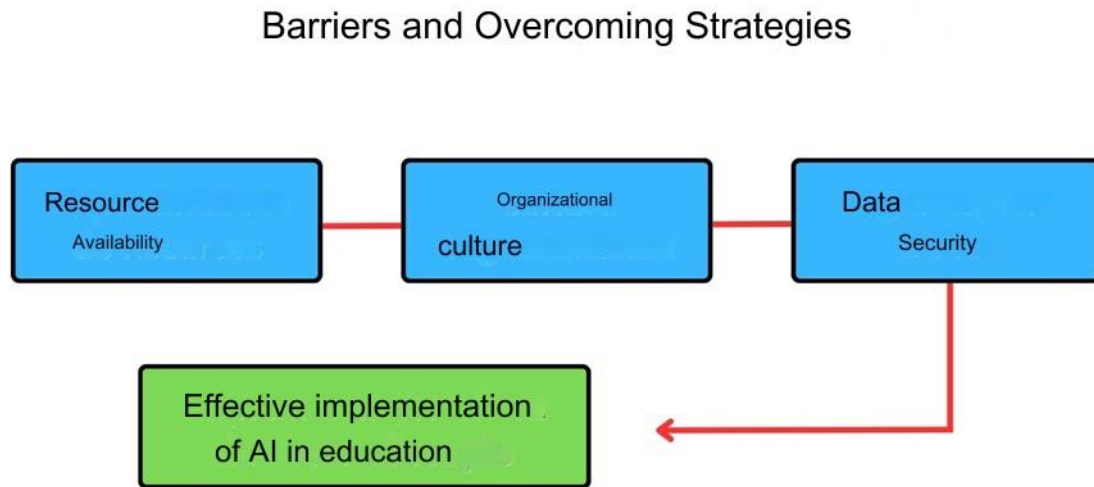 Barriers and Overcoming Strategies
Resource
Availability
Organizational
culture
Data
Security
Effective implementation
of AI in education